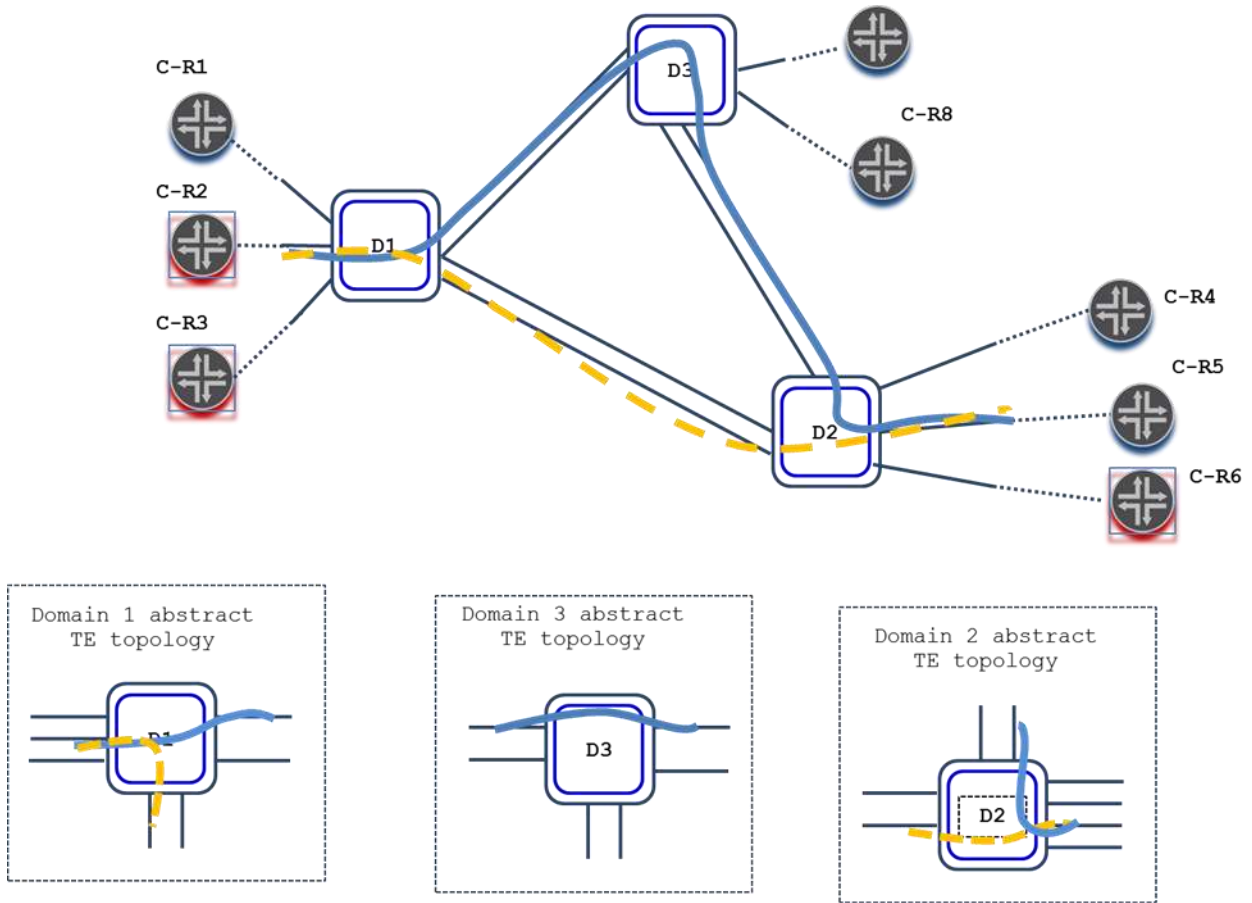 D3
C-R1
C-R8
C-R2
D1
C-R3
C-R4
C-R5
D2
C-R6
Domain 1 abstract
TE topology
D1
Domain 3 abstract
TE topology
D3
Domain 2 abstract
TE topology
D2